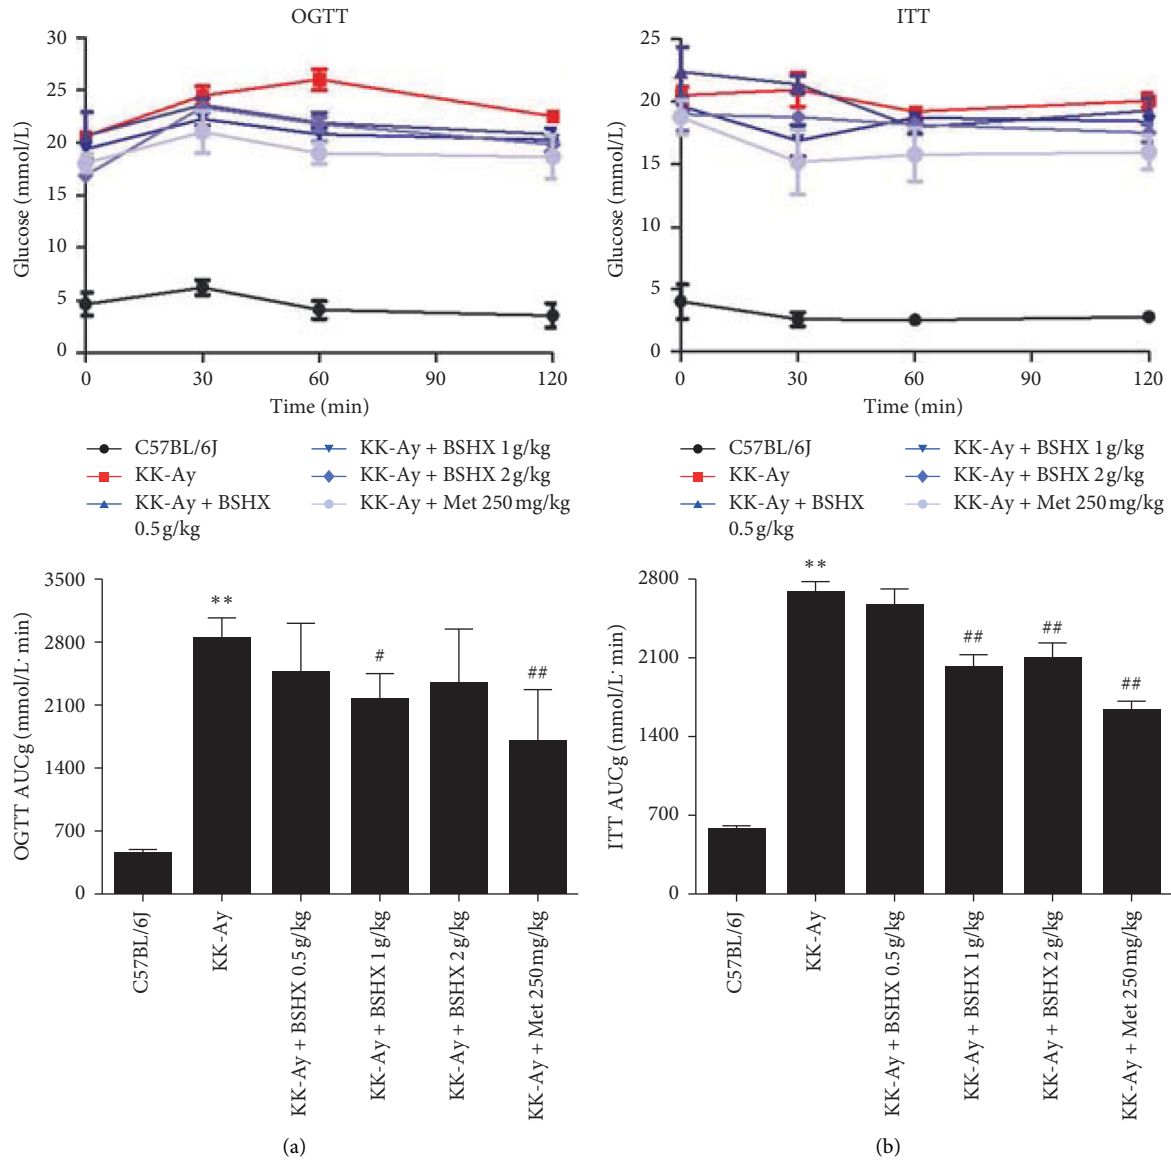 OGTT
30
25
20
15
10
5
0
Glucose (mmol/L)
0 30 60 90 120
Time (min)
C57BL/6J
KK-Ay
KK-Ay + BSHX
0.5 g/kg
KK-Ay + BSHX 1 g/kg
KK-Ay + BSHX 2 g/kg
KK-Ay + Met 250 mg/kg
ITT
25
20
15
10
5
0
Glucose (mmol/L)
0 30 60 90 120
Time (min)
C57BL/6J
KK-Ay
KK-Ay + BSHX
0.5 g/kg
KK-Ay + BSHX 1 g/kg
KK-Ay + BSHX 2 g/kg
KK-Ay + Met 250 mg/kg
3500
2800
2100
1400
700
0
OGTT AUCg (mmol/L· min)
**
#
##
C57BL/6J
KK-Ay
KK-Ay + BSHX 0.5 g/kg
KK-Ay + BSHX 1 g/kg
KK-Ay + BSHX 2 g/kg
KK-Ay + Met 250 mg/kg
(a)
2800
2100
1400
700
0
ITT AUCg (mmol/L· min)
**
##
##
##
C57BL/6J
KK-Ay
KK-Ay + BSHX 0.5 g/kg
KK-Ay + BSHX 1 g/kg
KK-Ay + BSHX 2 g/kg
KK-Ay + Met 250 mg/kg
(b)